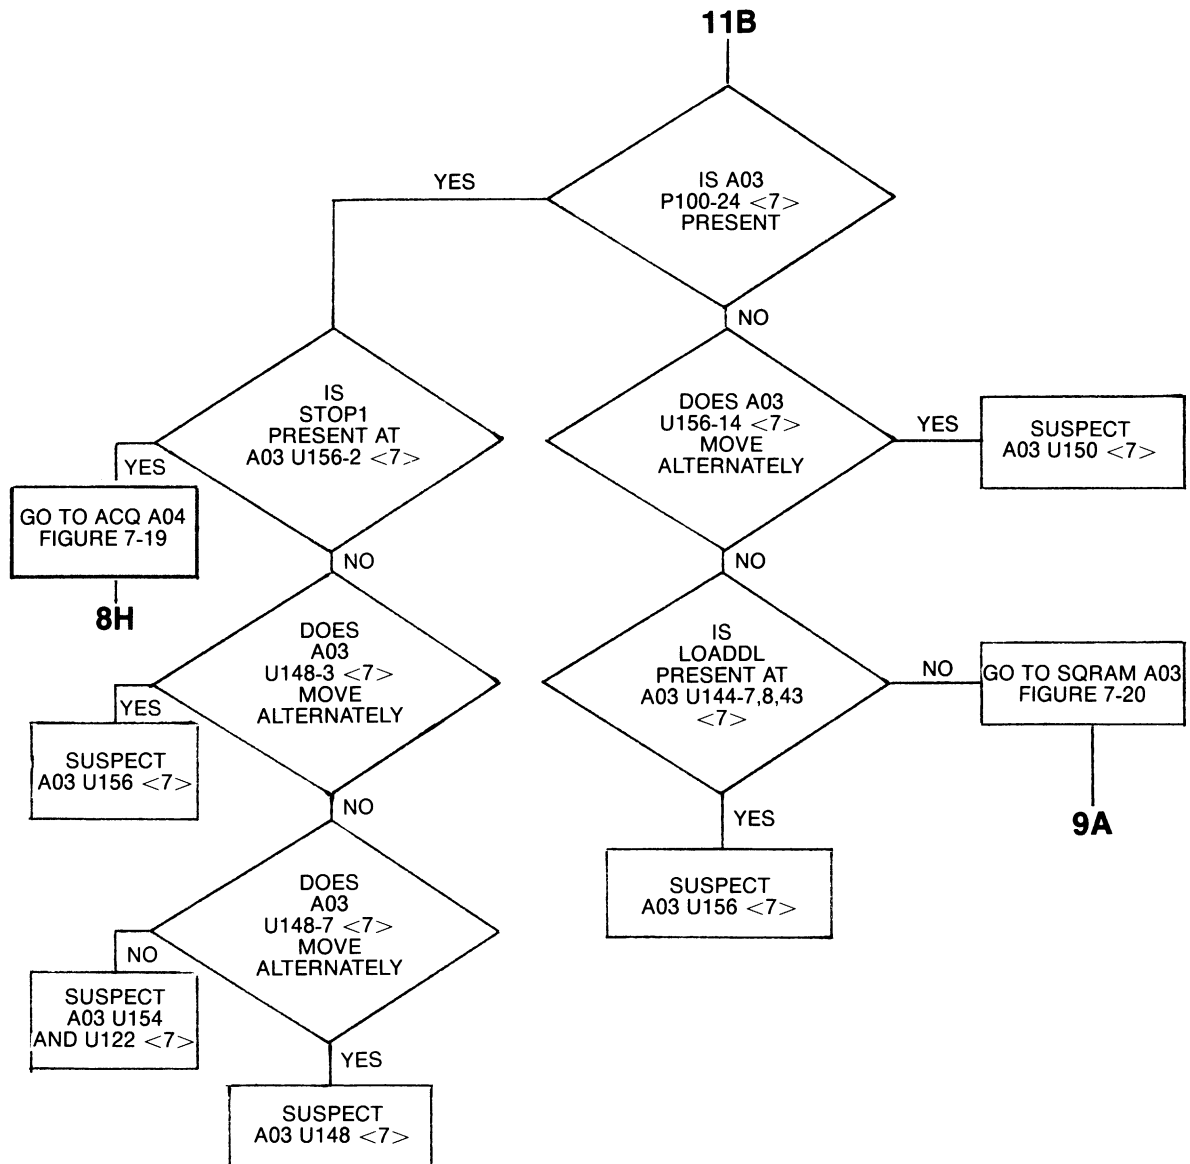 11B
IS A03
P100-24 <7>
PRESENT
YES
NO
IS
STOP1
PRESENT AT
A03 U156-2 <7>
YES
GO TO ACQ A04
FIGURE 7-19
8H
NO
DOES A03
U156-14 <7>
MOVE
ALTERNATELY
YES
SUSPECT
A03 U150 <7>
NO
DOES
A03
U148-3 <7>
MOVE
ALTERNATELY
YES
SUSPECT
A03 U156 <7>
NO
IS
LOADDL
PRESENT AT
A03 U144-7,8,43
<7>
NO
GO TO SQRAM A03
FIGURE 7-20
9A
YES
SUSPECT
A03 U156 <7>
DOES
A03
U148-7 <7>
MOVE
ALTERNATELY
NO
SUSPECT
A03 U154
AND U122 <7>
YES
SUSPECT
A03 U148 <7>